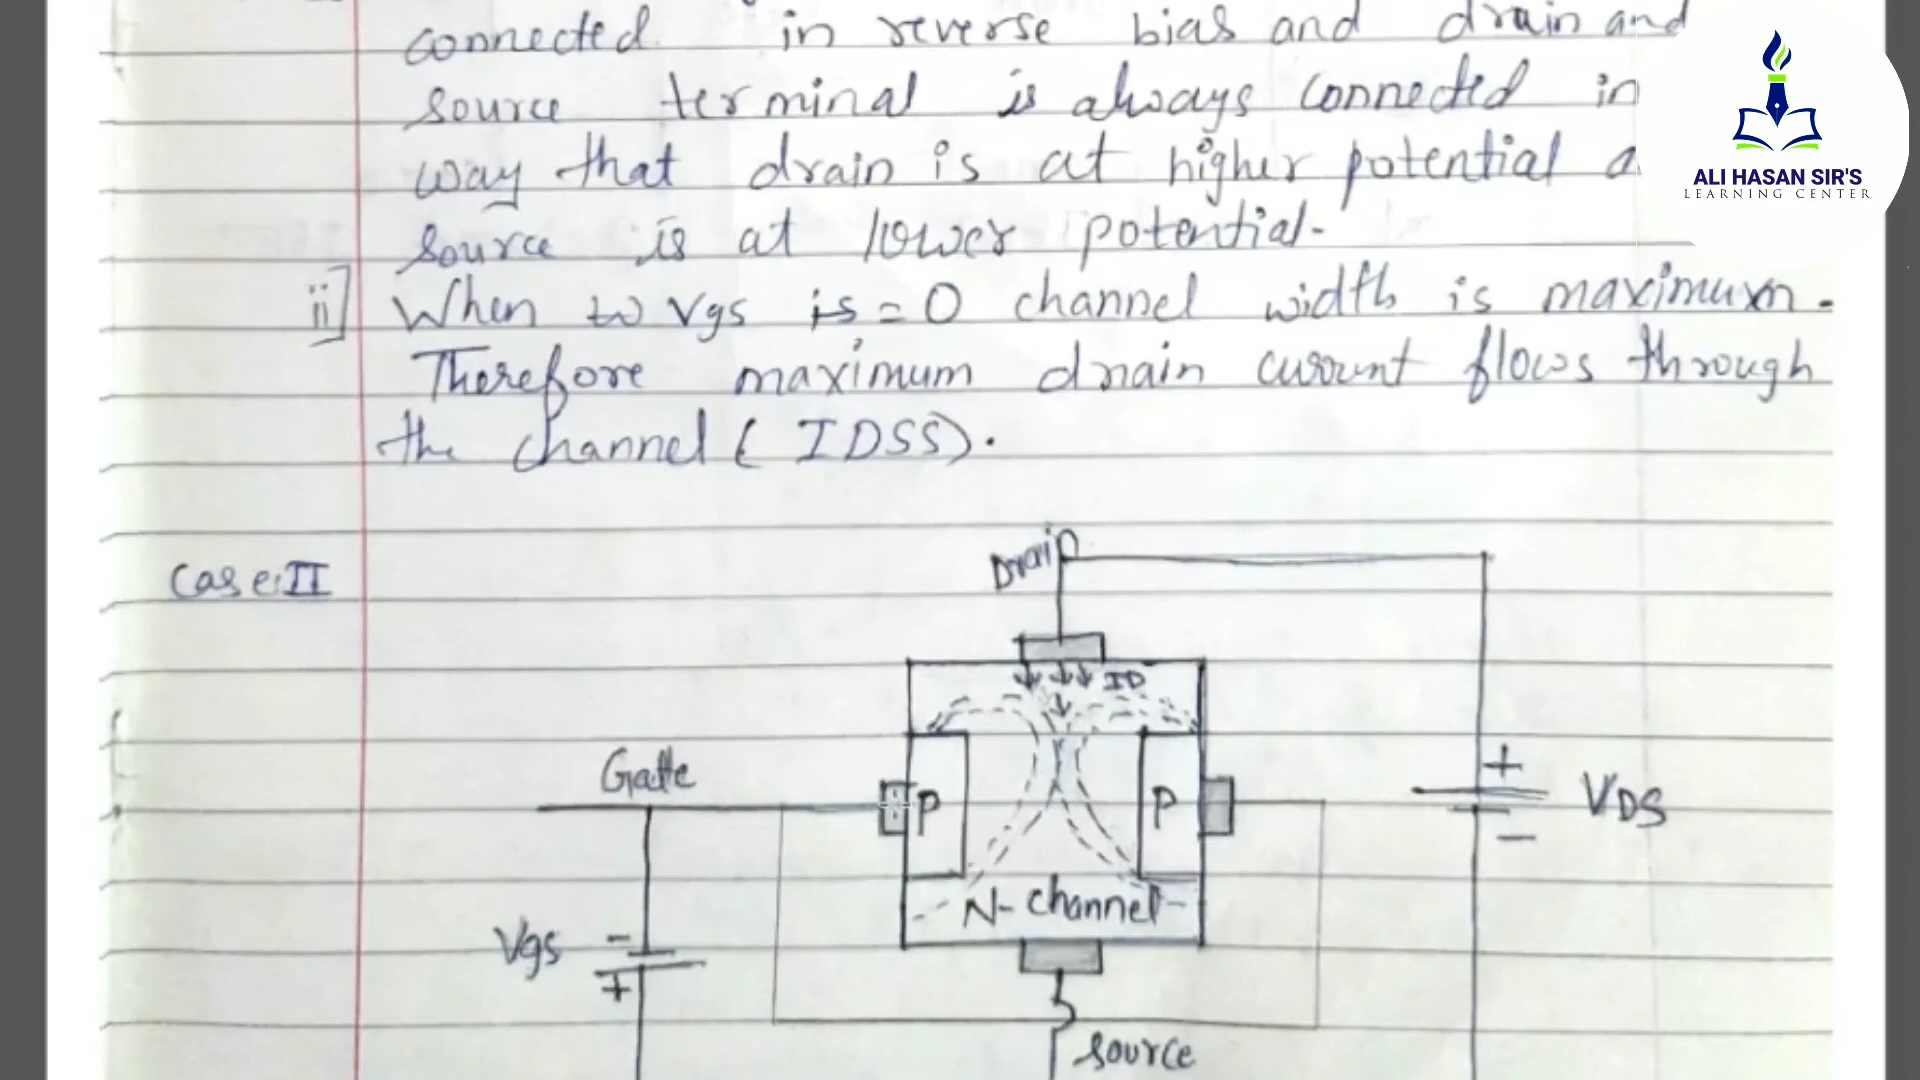 connected in reverse bias and drain and
source terminal is always connected in
way that drain is at higher potential a
source is at lower potential.
ii] When to Vgs is = 0 channel width is maximum.
Therefore maximum drain current flows through
the channel ( IDSS).
Case:II
Drain
ID
Gate
P
P
+
VDS
-
N- channel
Vgs
-
+
source
ALI HASAN SIR'S
LEARNING CENTER